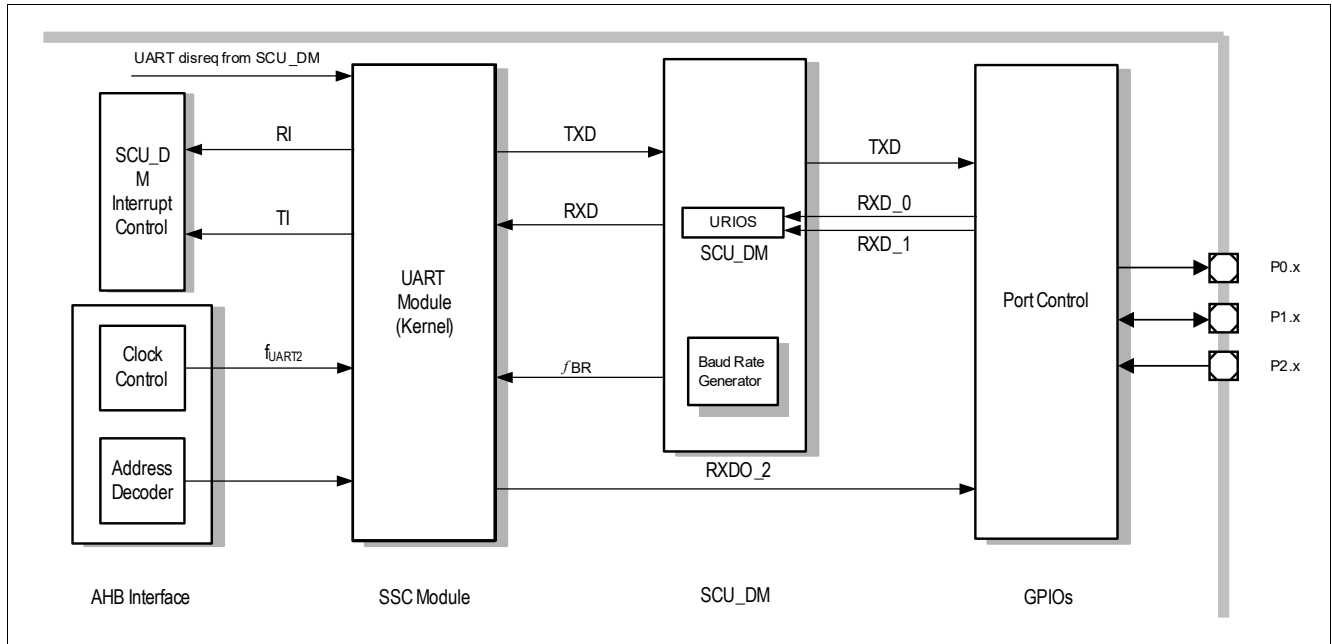 UART disreq from SCU_DM
SCU_D
M
Interrupt
Control
RI
TI
Clock
Control
fUART2
Address
Decoder
AHB Interface
UART
Module
(Kernel)
SSC Module
TXD
RXD
fBR
RXDO_2
URIOS
SCU_DM
Baud Rate
Generator
SCU_DM
TXD
RXD_0
RXD_1
Port Control
GPIOs
P0.x
P1.x
P2.x